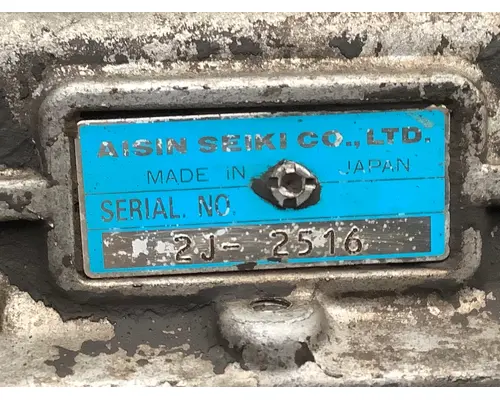 AISIN SEIKI CO., LTD.
MADE IN JAPAN
SERIAL NO
2J- 2516